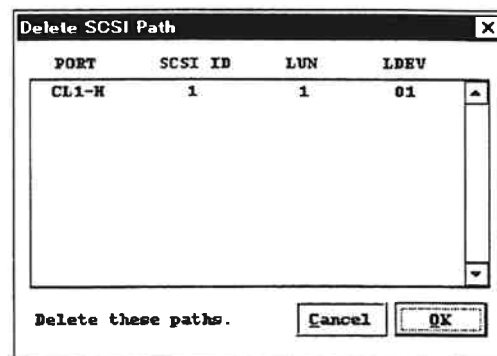 Delete SCSI Path
PORT SCSI ID LUN LDEV
CL1-H 1 1 01
Delete these paths.
Cancel OK